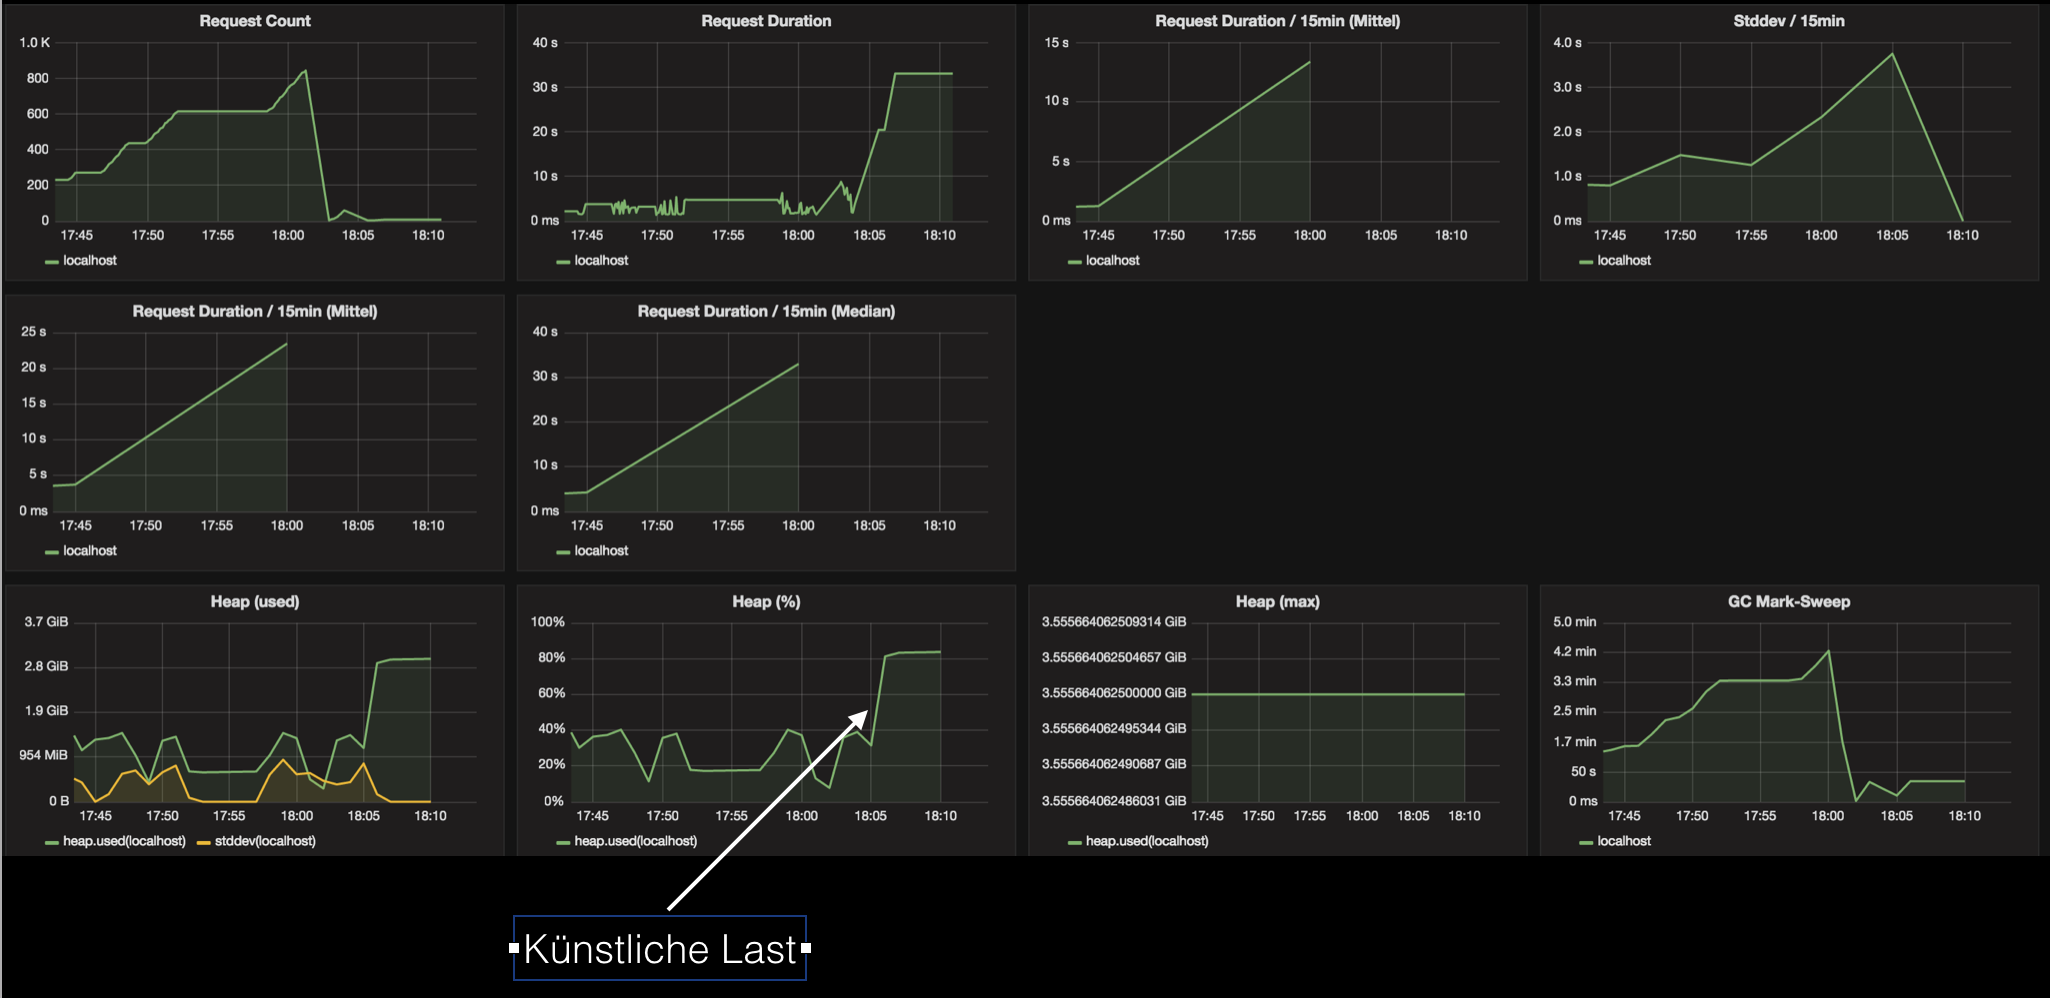 Request Count
1.0 K
800
600
400
200
0
17:45 17:50 17:55 18:00 18:05 18:10
localhost
Request Duration
40 s
30 s
20 s
10 s
0 ms
17:45 17:50 17:55 18:00 18:05 18:10
localhost
Request Duration / 15min (Mittel)
15 s
10 s
5 s
0 ms
17:45 17:50 17:55 18:00 18:05 18:10
localhost
Stddev / 15min
4.0 s
3.0 s
2.0 s
1.0 s
0 ms
17:45 17:50 17:55 18:00 18:05 18:10
localhost
Request Duration / 15min (Mittel)
25 s
20 s
15 s
10 s
5 s
0 ms
17:45 17:50 17:55 18:00 18:05 18:10
localhost
Request Duration / 15min (Median)
40 s
30 s
20 s
10 s
0 ms
17:45 17:50 17:55 18:00 18:05 18:10
localhost
Heap (used)
3.7 GiB
2.8 GiB
1.9 GiB
954 MiB
0 B
17:45 17:50 17:55 18:00 18:05 18:10
heap.used(localhost) stddev(localhost)
Heap (%)
100%
80%
60%
40%
20%
0%
17:45 17:50 17:55 18:00 18:05 18:10
heap.used(localhost)
Heap (max)
3.555664062509314 GiB
3.555664062504657 GiB
3.555664062500000 GiB
3.555664062495344 GiB
3.555664062490687 GiB
3.555664062486031 GiB
17:45 17:50 17:55 18:00 18:05 18:10
heap.used(localhost)
GC Mark-Sweep
5.0 min
4.2 min
3.3 min
2.5 min
1.7 min
50 s
0 ms
17:45 17:50 17:55 18:00 18:05 18:10
localhost
Künstliche Last